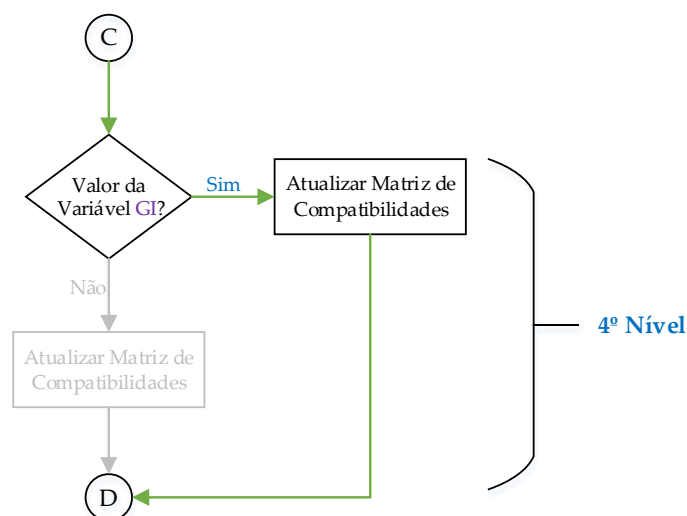 C
Valor da
Variável GI?
Sim
Atualizar Matriz de
Compatibilidades
Não
Atualizar Matriz de
Compatibilidades
4º Nível
D